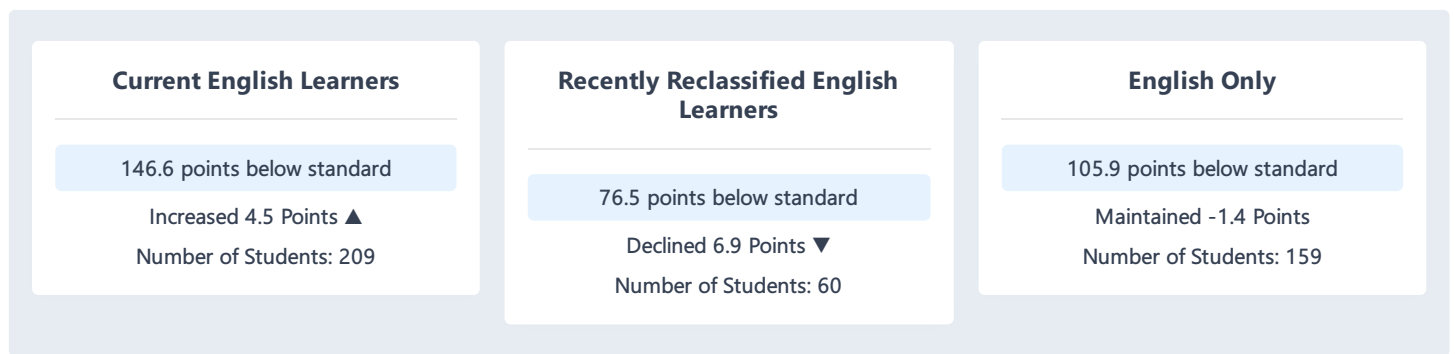 Current English Learners
146.6 points below standard
Increased 4.5 Points ▲
Number of Students: 209
Recently Reclassified English
Learners
76.5 points below standard
Declined 6.9 Points ▼
Number of Students: 60
English Only
105.9 points below standard
Maintained -1.4 Points
Number of Students: 159